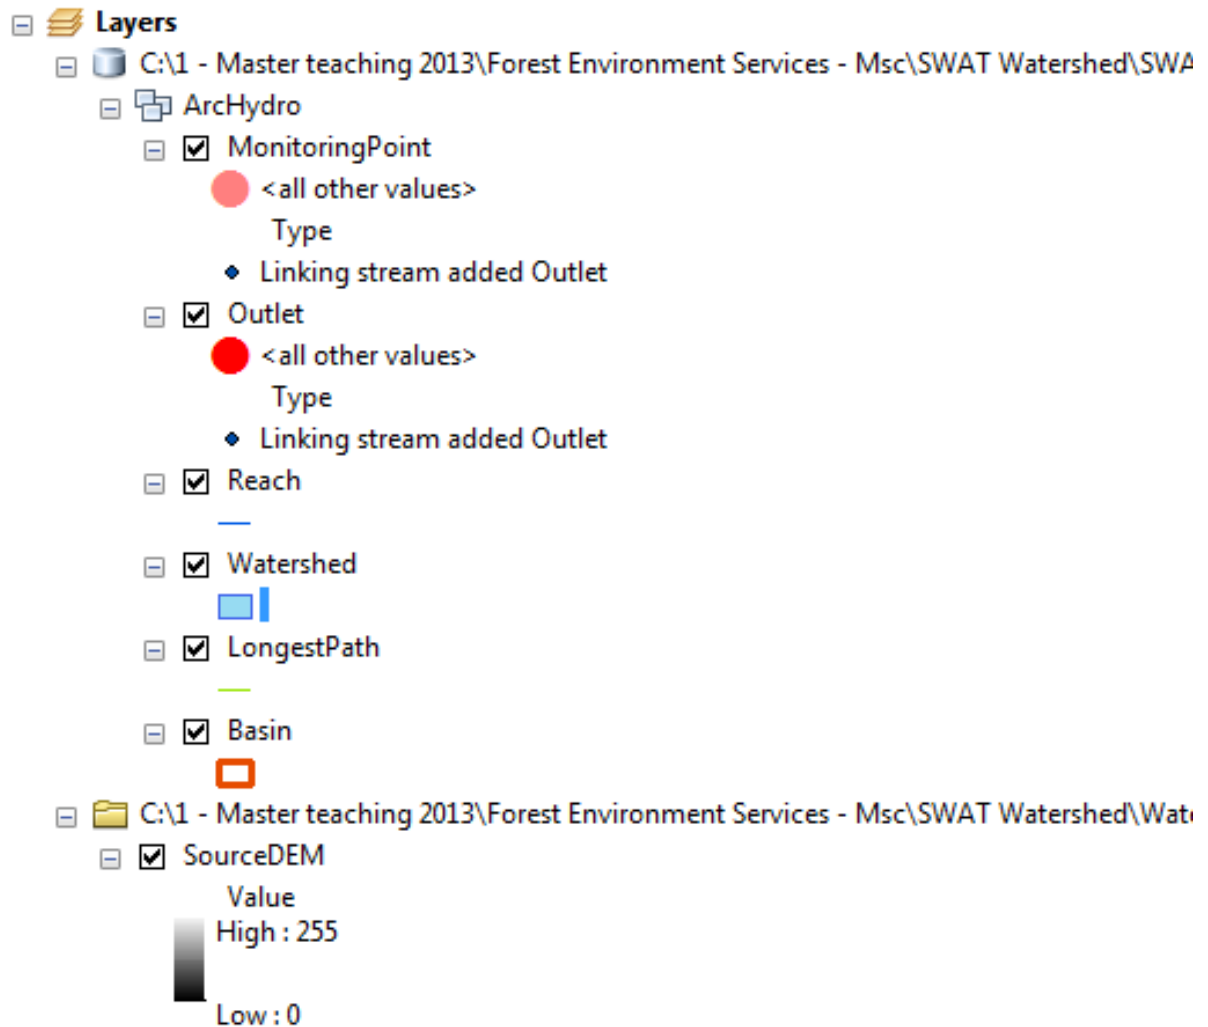 Layers
C:\1 - Master teaching 2013\Forest Environment Services - Msc\SWAT Watershed\SWA
ArcHydro
MonitoringPoint
<all other values>
Type
Linking stream added Outlet
Outlet
<all other values>
Type
Linking stream added Outlet
Reach
Watershed
LongestPath
Basin
C:\1 - Master teaching 2013\Forest Environment Services - Msc\SWAT Watershed\Wat
SourceDEM
Value
High : 255
Low : 0